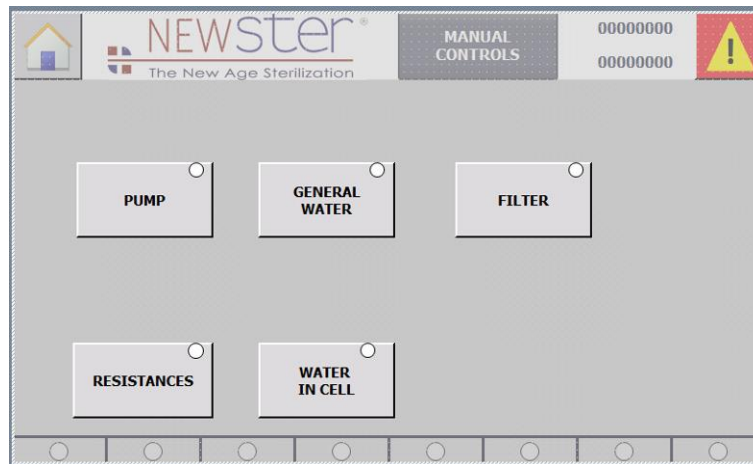 NEWSter®
The New Age Sterilization
MANUAL
CONTROLS
00000000
00000000
!
PUMP
GENERAL
WATER
FILTER
RESISTANCES
WATER
IN CELL